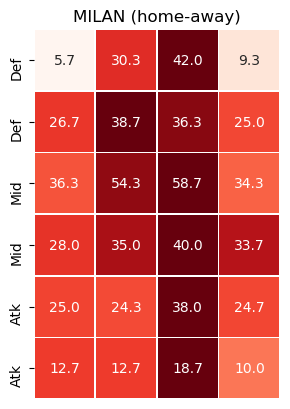 MILAN (home-away)
Def 5.7 30.3 42.0 9.3
Def 26.7 38.7 36.3 25.0
Mid 36.3 54.3 58.7 34.3
Mid 28.0 35.0 40.0 33.7
Atk 25.0 24.3 38.0 24.7
Atk 12.7 12.7 18.7 10.0